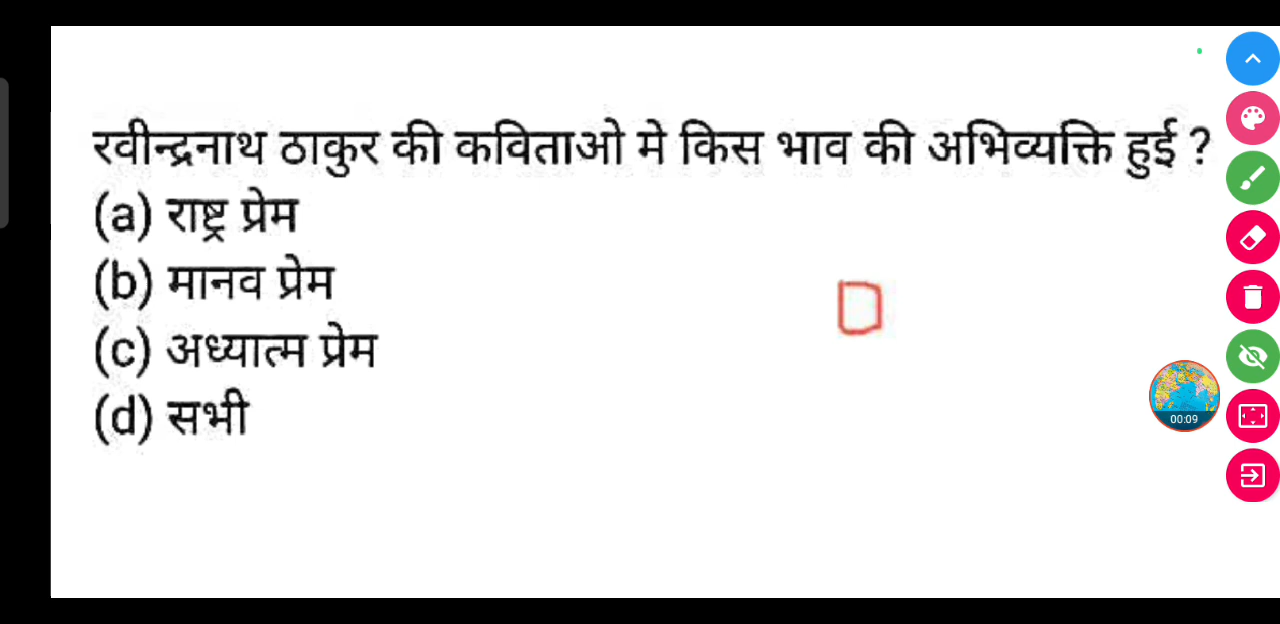 रवीन्द्रनाथ ठाकुर की कविताओ मे किस भाव की अभिव्यक्ति हुई ?
(a) राष्ट्र प्रेम
(b) मानव प्रेम
(c) अध्यात्म प्रेम
(d) सभी
D
00:09